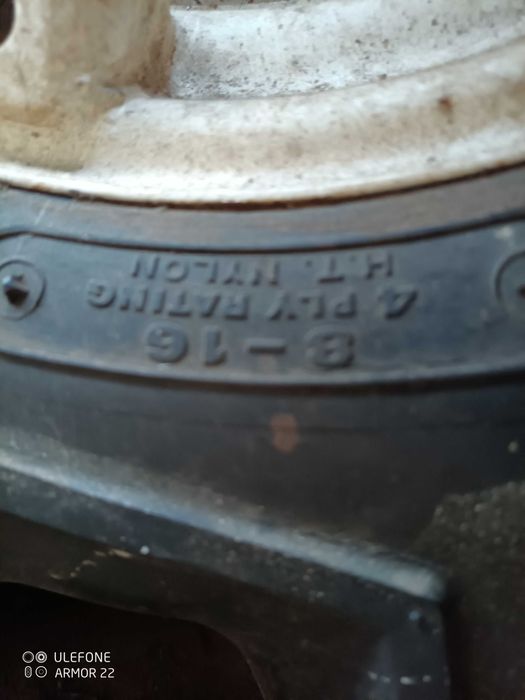 8-16
4 PLY RATING
H.T. NYLON
ULEFONE
ARMOR 22